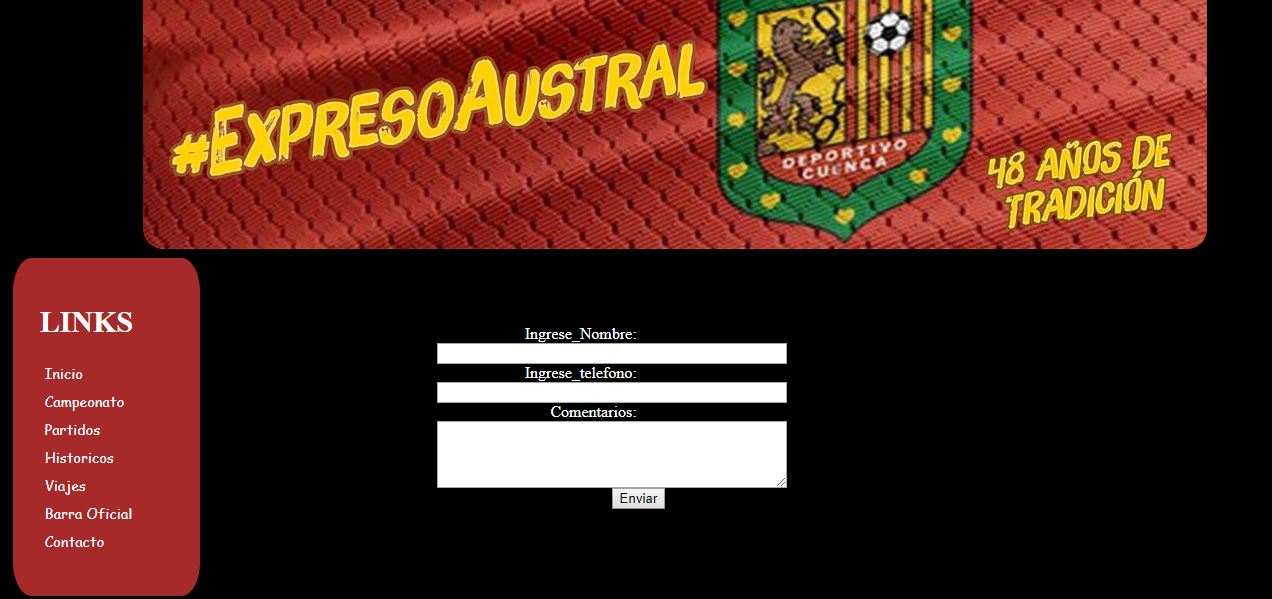 #ExpresoAustral
DEPORTIVO
CUENCA
48 AÑOS DE
TRADICIÓN
LINKS
Inicio
Campeonato
Partidos
Historicos
Viajes
Barra Oficial
Contacto
Ingrese_Nombre:
Ingrese_telefono:
Comentarios:
Enviar